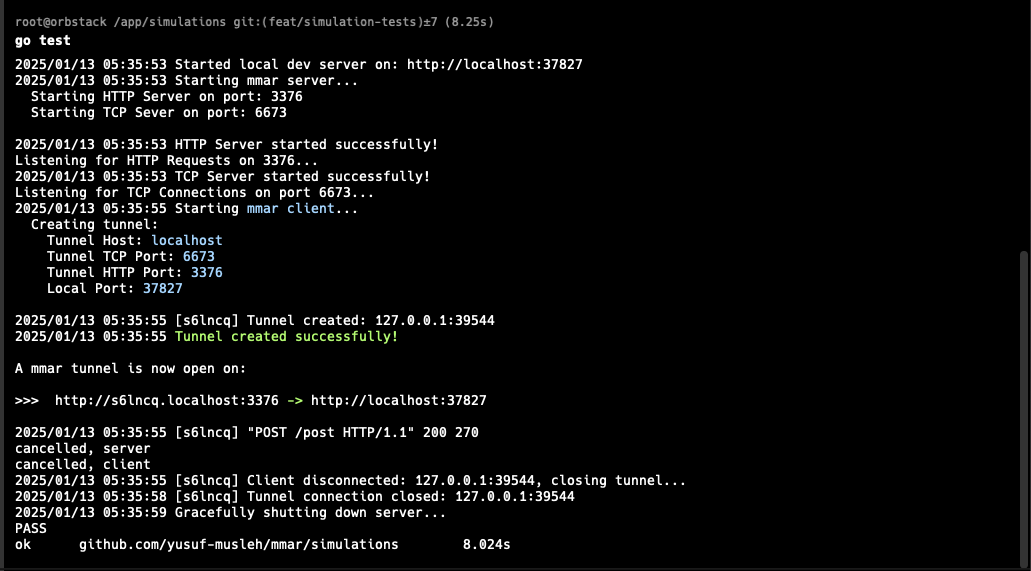 root@orbstack /app/simulations git:(feat/simulation-tests)±7 (8.25s)
go test
2025/01/13 05:35:53 Started local dev server on: http://localhost:37827
2025/01/13 05:35:53 Starting mmar server...
  Starting HTTP Server on port: 3376
  Starting TCP Sever on port: 6673

2025/01/13 05:35:53 HTTP Server started successfully!
Listening for HTTP Requests on 3376...
2025/01/13 05:35:53 TCP Server started successfully!
Listening for TCP Connections on port 6673...
2025/01/13 05:35:55 Starting mmar client...
  Creating tunnel:
    Tunnel Host: localhost
    Tunnel TCP Port: 6673
    Tunnel HTTP Port: 3376
    Local Port: 37827

2025/01/13 05:35:55 [s6lncq] Tunnel created: 127.0.0.1:39544
2025/01/13 05:35:55 Tunnel created successfully!

A mmar tunnel is now open on:

>>>  http://s6lncq.localhost:3376 -> http://localhost:37827

2025/01/13 05:35:55 [s6lncq] "POST /post HTTP/1.1" 200 270
cancelled, server
cancelled, client
2025/01/13 05:35:55 [s6lncq] Client disconnected: 127.0.0.1:39544, closing tunnel...
2025/01/13 05:35:58 [s6lncq] Tunnel connection closed: 127.0.0.1:39544
2025/01/13 05:35:59 Gracefully shutting down server...
PASS
ok      github.com/yusuf-musleh/mmar/simulations        8.024s